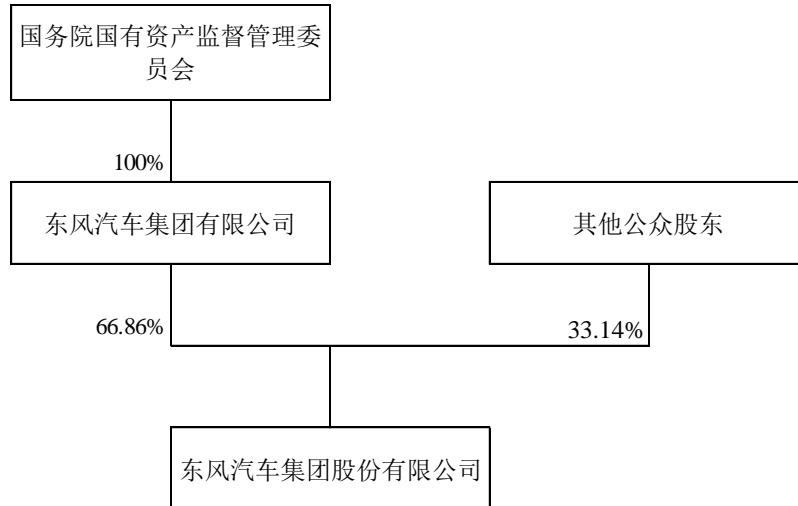 国务院国有资产监督管理委
员会
100%
东风汽车集团有限公司
其他公众股东
66.86%
33.14%
东风汽车集团股份有限公司